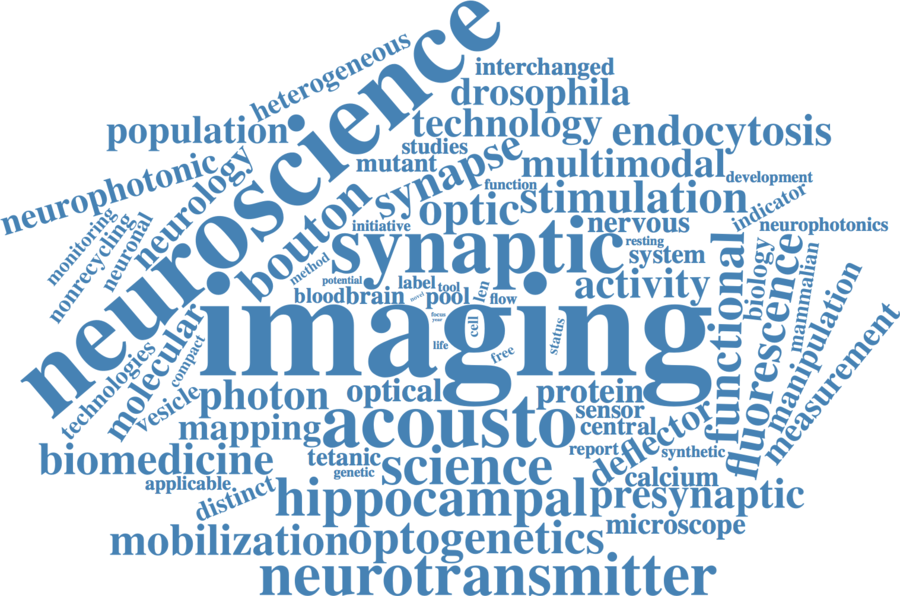 neuroscience
heterogeneous
interchanged
drosophila
population
technology
endocytosis
studies
mutant
synapse
multimodal
development
neurophotonic
neurology
function
stimulation
bouton
optic
indicator
monitoring
nonrecycling
neuronal
initiative
nervous
neurophotonics
synaptic
resting
system
method
potential
label
tool
len
activity
functional
biology
fluorescence
mammalian
manipulation
measurement
bloodbrain
novel
pool
flow
imaging
focus
year
cell
life
free
status
molecular
compact
technologies
vesicle
photon
optical
protein
sensor
mapping
acousto
central
deflector
biomedicine
tetanic
genetic
science
report
synthetic
calcium
applicable
distinct
hippocampal
presynaptic
microscope
mobilization
optogenetics
neurotransmitter